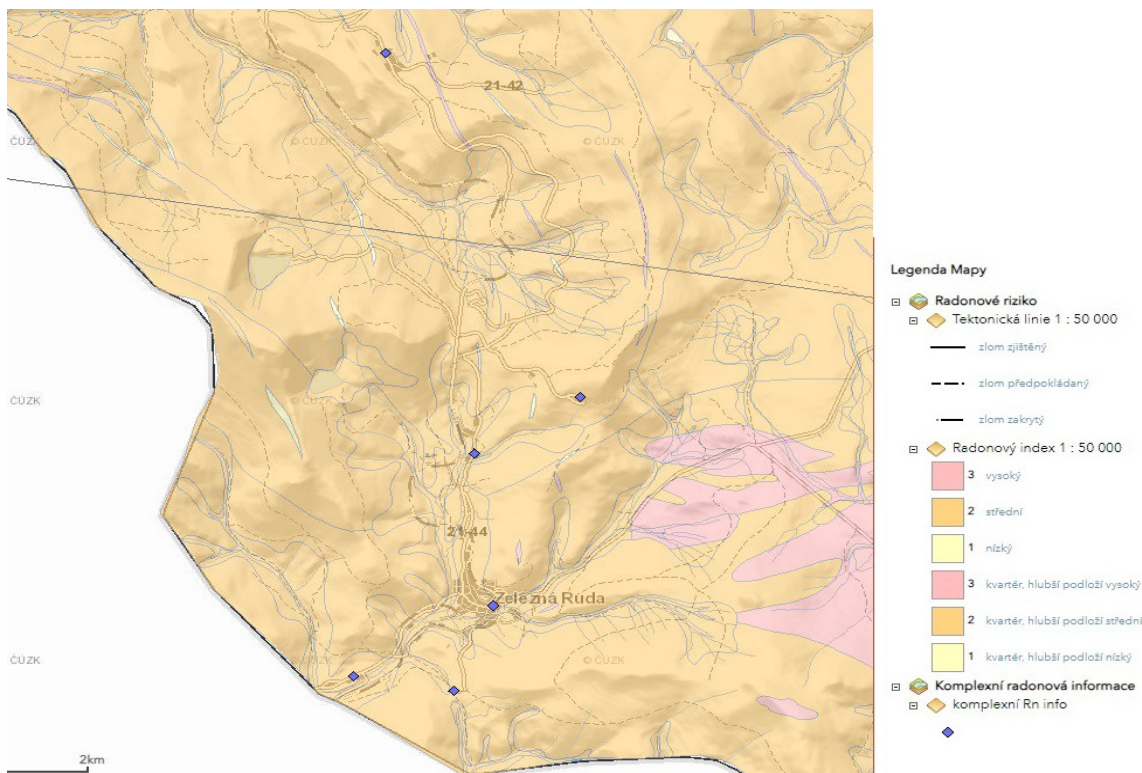 21-42
ČÚZK
© ČÚZK
© ČÚZK
ČÚZK
21-44
Železná Ruda
ČÚZK
© ČÚZK
2km
Legenda Mapy
Radonové riziko
Tektonická linie 1 : 50 000
zlom zjištěný
zlom předpokládaný
zlom zakrytý
Radonový index 1 : 50 000
3 vysoký
2 střední
1 nízký
3 kvartér, hlubší podloží vysoký
2 kvartér, hlubší podloží střední
1 kvartér, hlubší podloží nízký
Komplexní radonová informace
komplexní Rn info